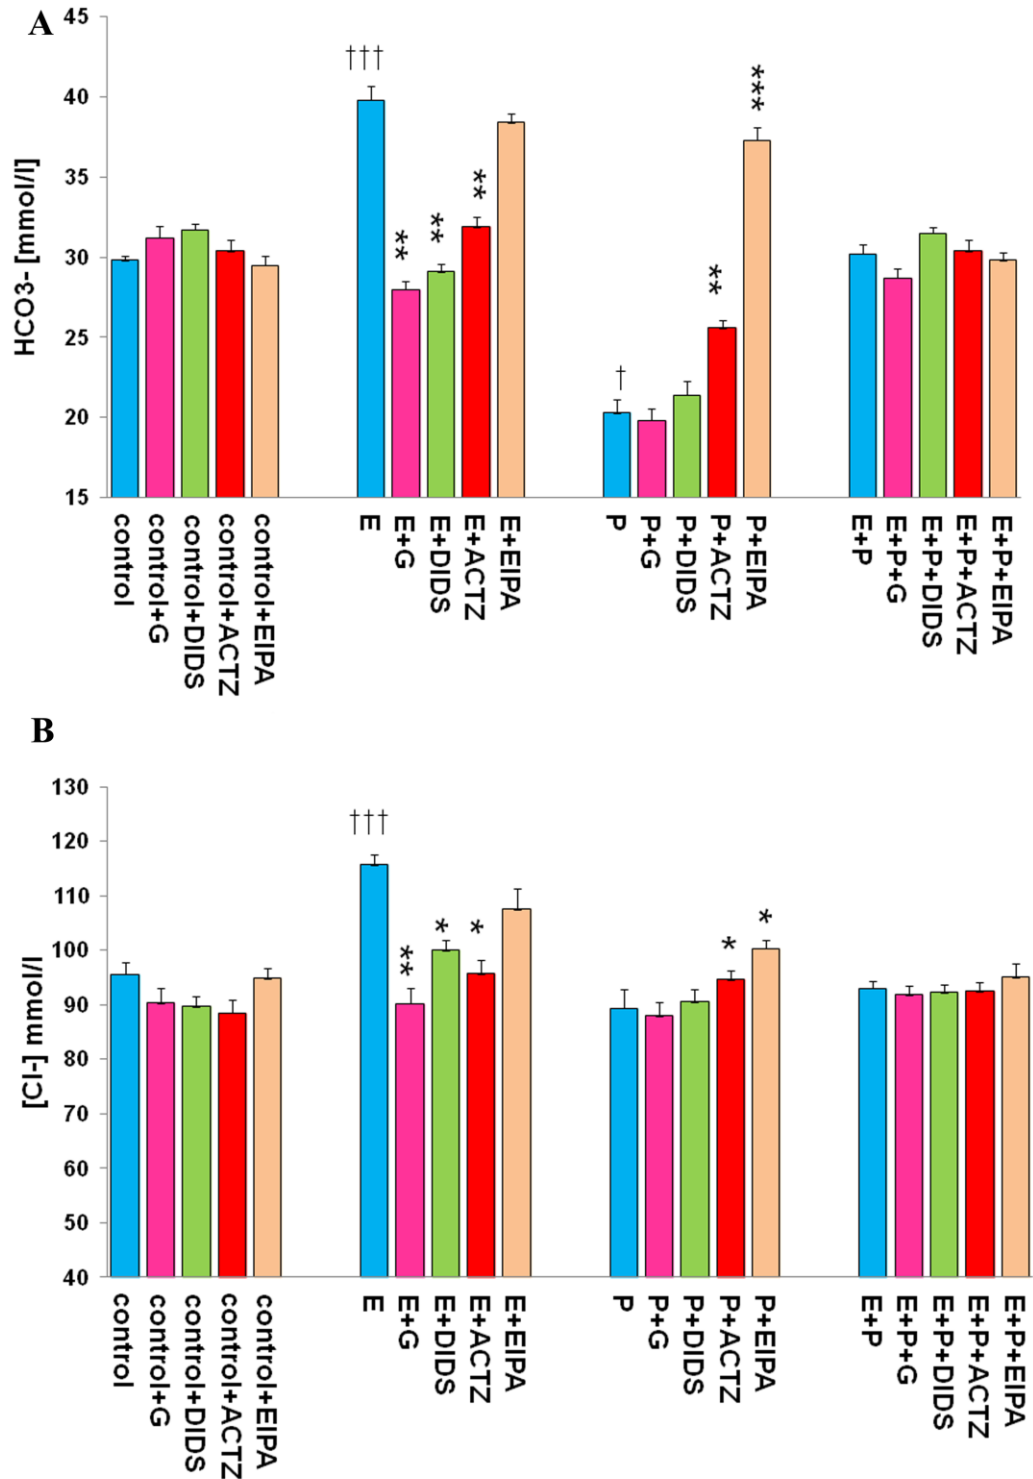 A
HCO3- [mmol/l]
45
40
35
30
25
20
15
†††
**
**
**
†
**
***
control
control+G
control+DIDS
control+ACTZ
control+EIPA
E
E+G
E+DIDS
E+ACTZ
E+EIPA
P
P+G
P+DIDS
P+ACTZ
P+EIPA
E+P
E+P+G
E+P+DIDS
E+P+ACTZ
E+P+EIPA
B
[Cl-] mmol/l
130
120
110
100
90
80
70
60
50
40
†††
**
*
*
*
*
control
control+G
control+DIDS
control+ACTZ
control+EIPA
E
E+G
E+DIDS
E+ACTZ
E+EIPA
P
P+G
P+DIDS
P+ACTZ
P+EIPA
E+P
E+P+G
E+P+DIDS
E+P+ACTZ
E+P+EIPA